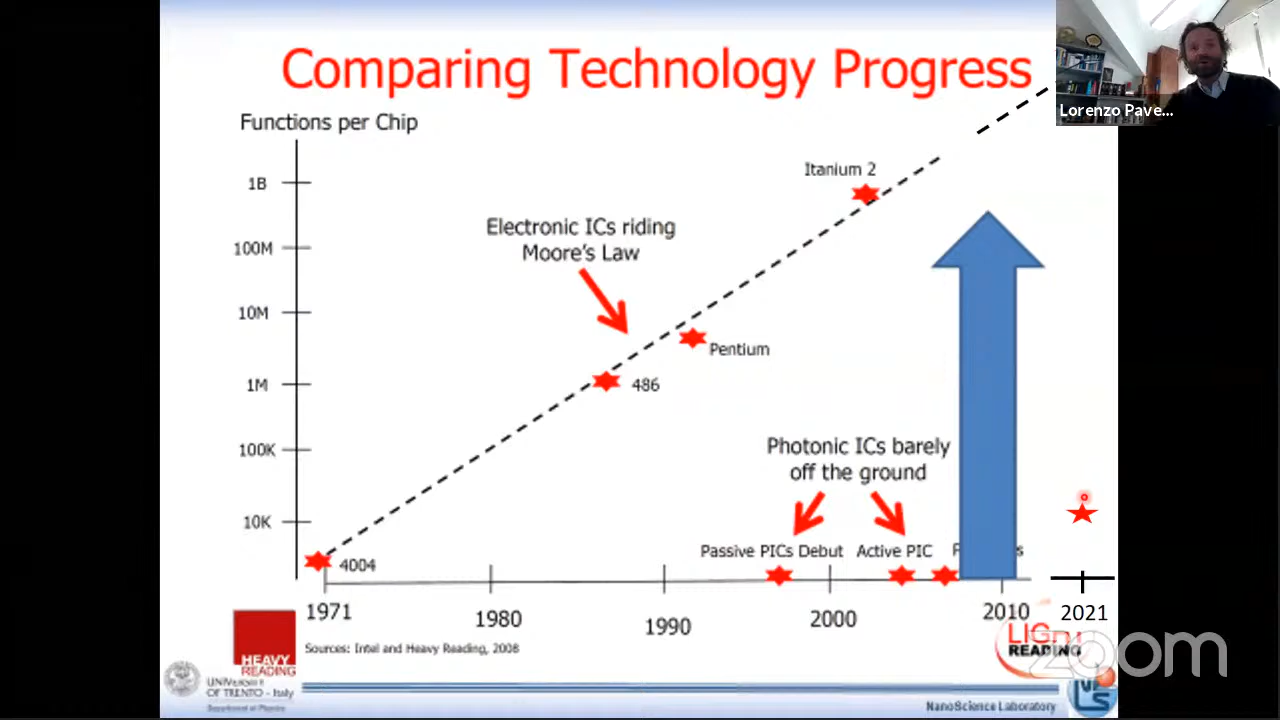 Comparing Technology Progress
Lorenzo Pave...
Functions per Chip
1B
100M
10M
1M
100K
10K
Itanium 2
Electronic ICs riding
Moore's Law
Pentium
486
Photonic ICs barely
off the ground
Passive PICs Debut
Active PIC
4004
1971
1980
1990
2000
2010
2021
Sources: Intel and Heavy Reading, 2008
HEAVY
READING
LIGHT
READING
zoom
UNIVERSITY
OF TRENTO - Italy
Department of Physics
NanoScience Laboratory